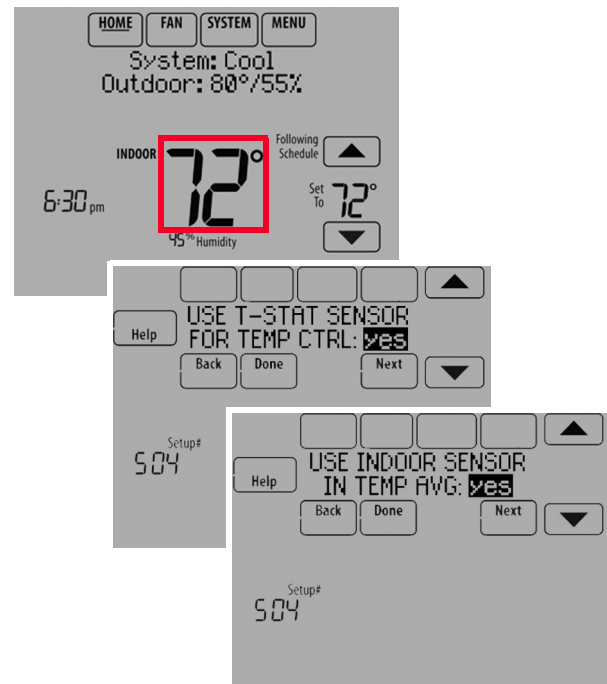 HOME FAN SYSTEM MENU
System: Cool
Outdoor: 80°/55%
Following
Schedule
INDOOR 72°
Set
To 72°
6:30 pm
45% Humidity
USE T-STAT SENSOR
Help FOR TEMP CTRL: yes
Back Done Next
Setup#
504
USE INDOOR SENSOR
Help IN TEMP AVG: yes
Back Done Next
Setup#
504